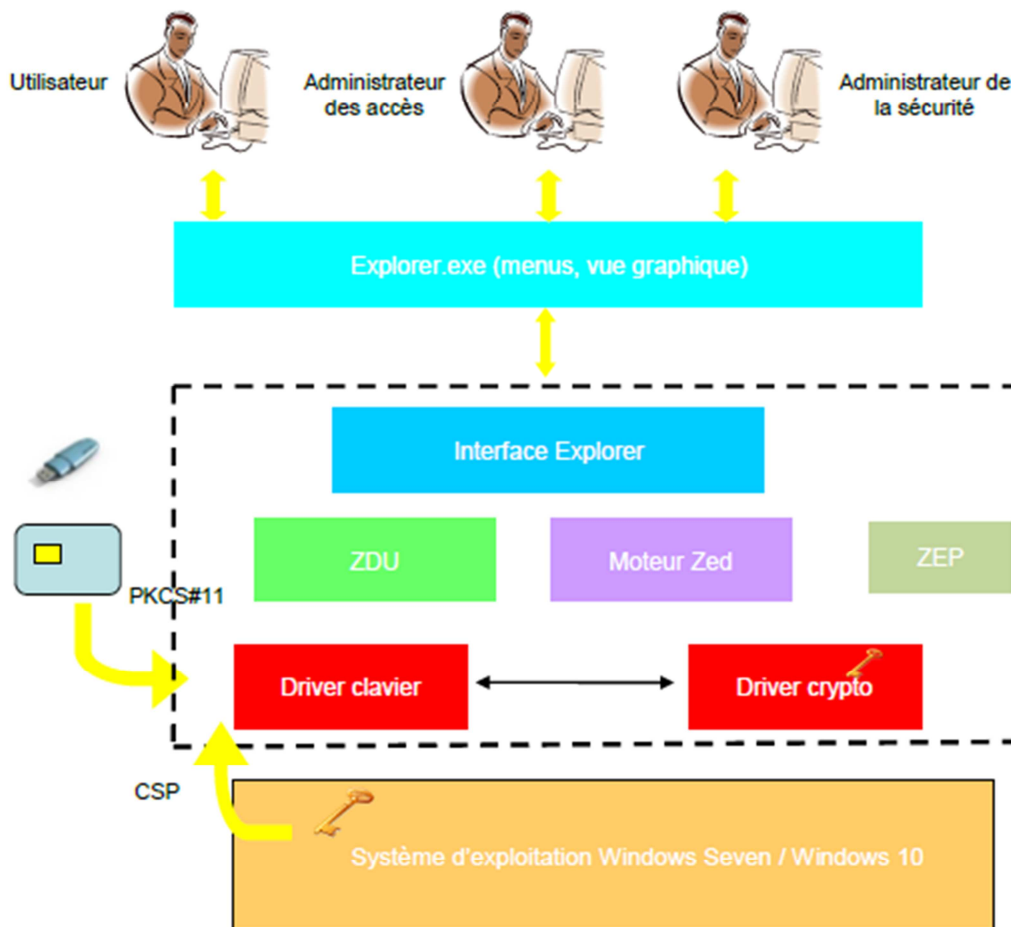 Utilisateur
Administrateur
des accès
Administrateur de
la sécurité
Explorer.exe (menus, vue graphique)
Interface Explorer
ZDU
Moteur Zed
ZEP
PKCS#11
Driver clavier
Driver crypto
CSP
Système d'exploitation Windows Seven / Windows 10